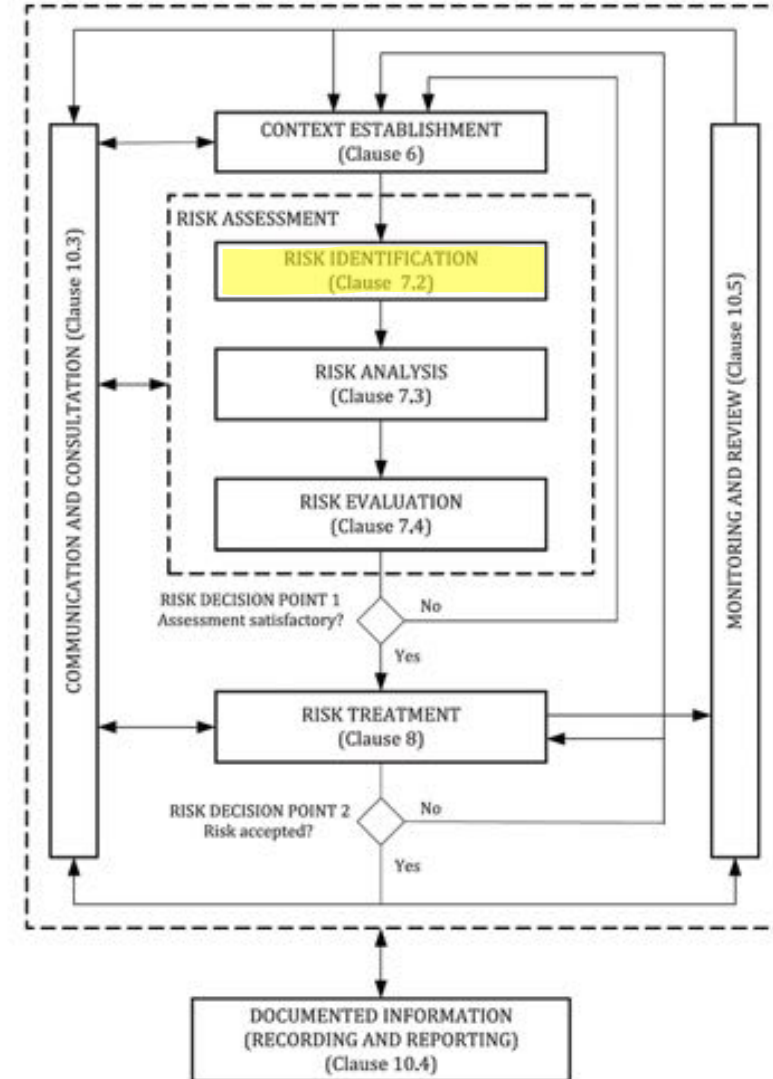 CONTEXT ESTABLISHMENT
(Clause 6)
RISK ASSESSMENT
RISK IDENTIFICATION
(Clause 7.2)
RISK ANALYSIS
(Clause 7.3)
RISK EVALUATION
(Clause 7.4)
RISK DECISION POINT 1
Assessment satisfactory?
No
Yes
RISK TREATMENT
(Clause 8)
RISK DECISION POINT 2
Risk accepted?
No
Yes
COMMUNICATION AND CONSULTATION (Clause 10.3)
MONITORING AND REVIEW (Clause 10.5)
DOCUMENTED INFORMATION
(RECORDING AND REPORTING)
(Clause 10.4)